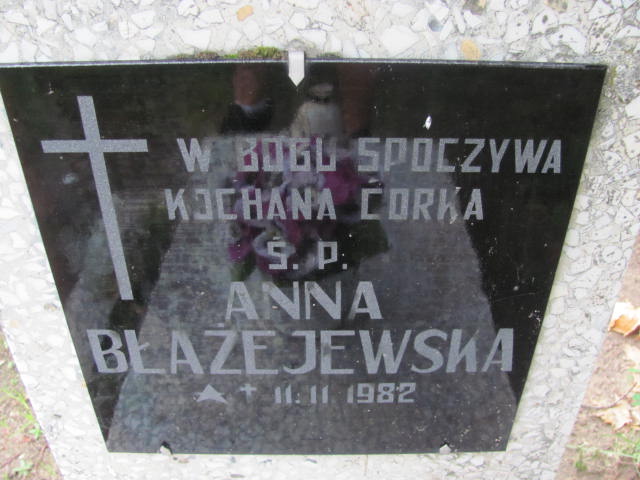 W BOGU SPOCZYWA
KOCHANA CÓRKA
Ś. P.
ANNA
BŁAŻEJEWSKA
✝ 11.11 1982